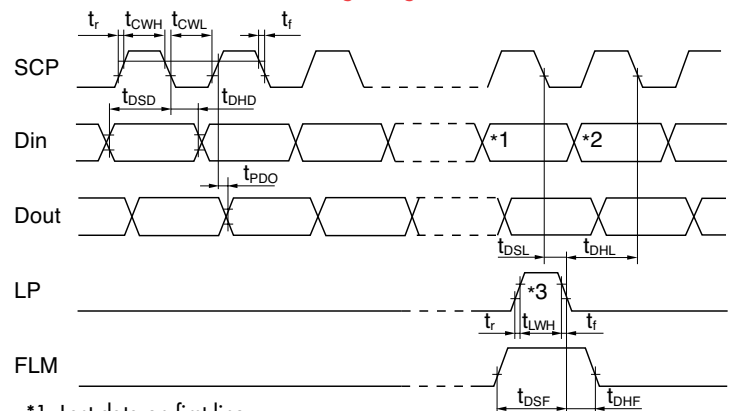 tr tCWH tCWL tf
SCP
tDSD tDHD
Din *1 *2
tPDO
Dout
tDSL tDHL
LP *3
tr tLWH tf
FLM
tDSF tDHF